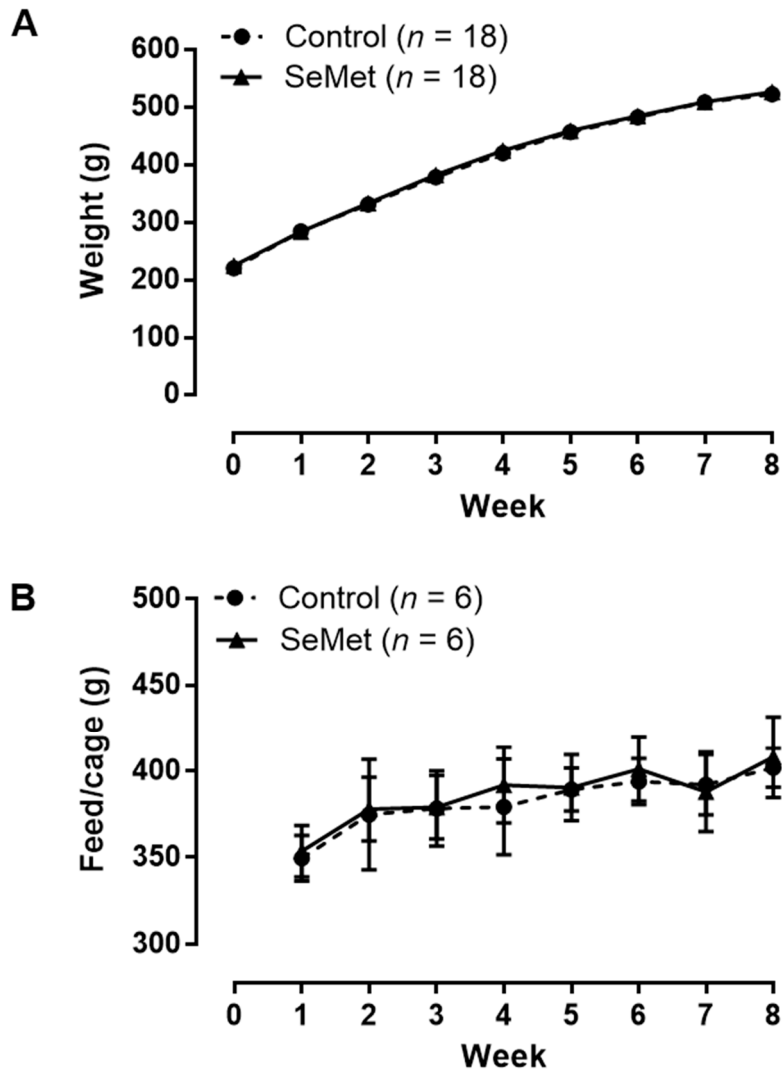 A
Control (n = 18)
SeMet (n = 18)
Weight (g)
600
500
400
300
200
100
0
0 1 2 3 4 5 6 7 8
Week
B
Control (n = 6)
SeMet (n = 6)
Feed/cage (g)
500
450
400
350
300
0 1 2 3 4 5 6 7 8
Week